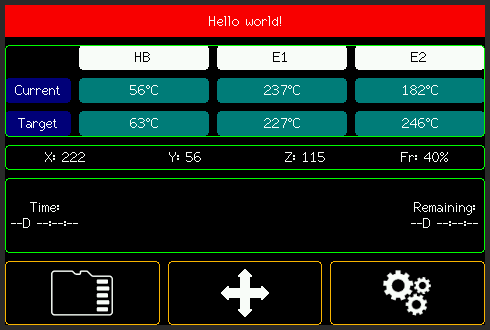 Hello world!
HB E1 E2
Current 56°C 237°C 182°C
Target 63°C 227°C 246°C
X: 222 Y: 56 Z: 115 Fr: 40%
Time: Remaining:
--D --:--:-- --D --:--:--